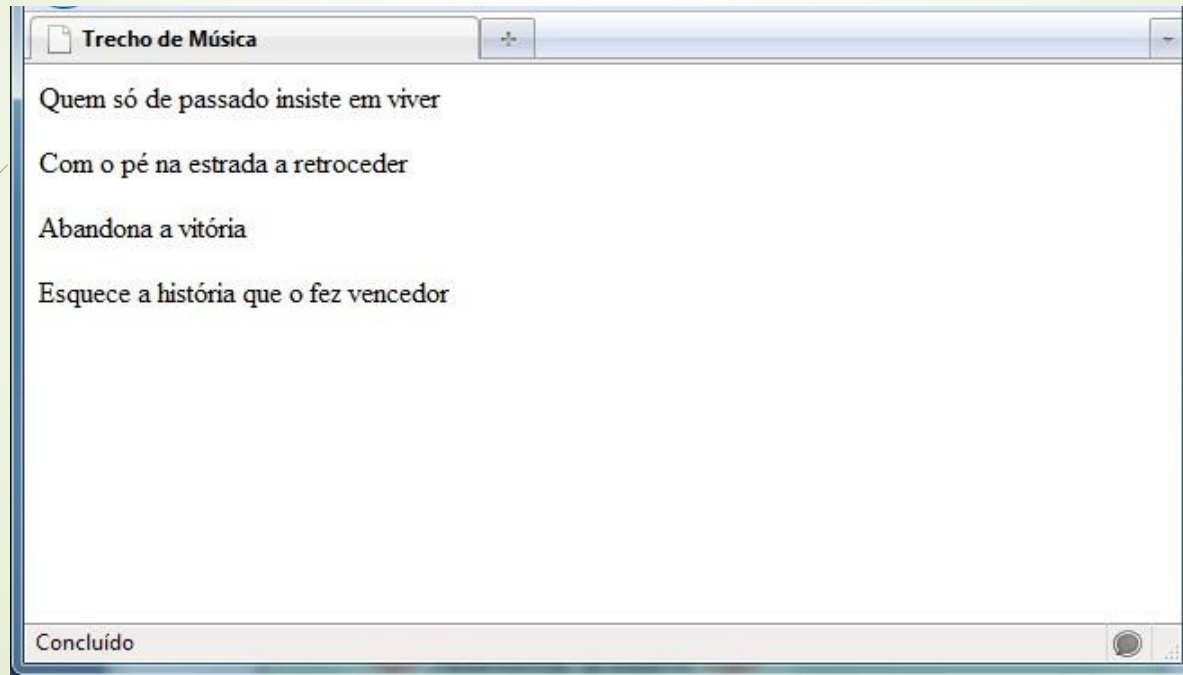 Trecho de Música
Quem só de passado insiste em viver
Com o pé na estrada a retroceder
Abandona a vitória
Esquece a história que o fez vencedor
Concluído